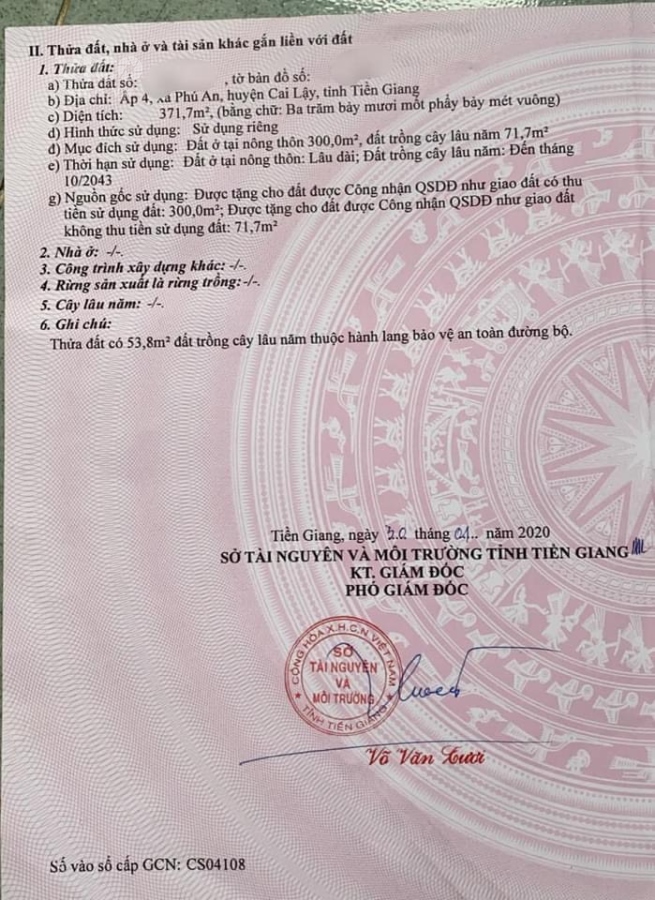 II. Thửa đất, nhà ở và tài sản khác gắn liền với đất
1. Thửa đất:
a) Thửa đất số: , tờ bản đồ số:
b) Địa chỉ: Ấp 4, xã Phú An, huyện Cai Lậy, tỉnh Tiền Giang
c) Diện tích: 371,7m², (bằng chữ: Ba trăm bảy mươi mốt phẩy bảy mét vuông)
d) Hình thức sử dụng: Sử dụng riêng
đ) Mục đích sử dụng: Đất ở tại nông thôn 300,0m², đất trồng cây lâu năm 71,7m²
e) Thời hạn sử dụng: Đất ở tại nông thôn: Lâu dài; Đất trồng cây lâu năm: Đến tháng
10/2043
g) Nguồn gốc sử dụng: Được tặng cho đất được Công nhận QSDĐ như giao đất có thu
tiền sử dụng đất: 300,0m²; Được tặng cho đất được Công nhận QSDĐ như giao đất
không thu tiền sử dụng đất: 71,7m²
2. Nhà ở: -/-.
3. Công trình xây dựng khác: -/-.
4. Rừng sản xuất là rừng trồng: -/-.
5. Cây lâu năm: -/-.
6. Ghi chú:
Thửa đất có 53,8m² đất trồng cây lâu năm thuộc hành lang bảo vệ an toàn đường bộ.
Tiền Giang, ngày 20 tháng 01.. năm 2020
SỞ TÀI NGUYÊN VÀ MÔI TRƯỜNG TỈNH TIỀN GIANG
KT. GIÁM ĐỐC
PHÓ GIÁM ĐỐC
CỘNG HÒA X.H.C.N VIỆT NAM
SỞ
TÀI NGUYÊN
VÀ
MÔI TRƯỜNG
TỈNH TIỀN GIANG
Võ Văn Tươi
Số vào sổ cấp GCN: CS04108